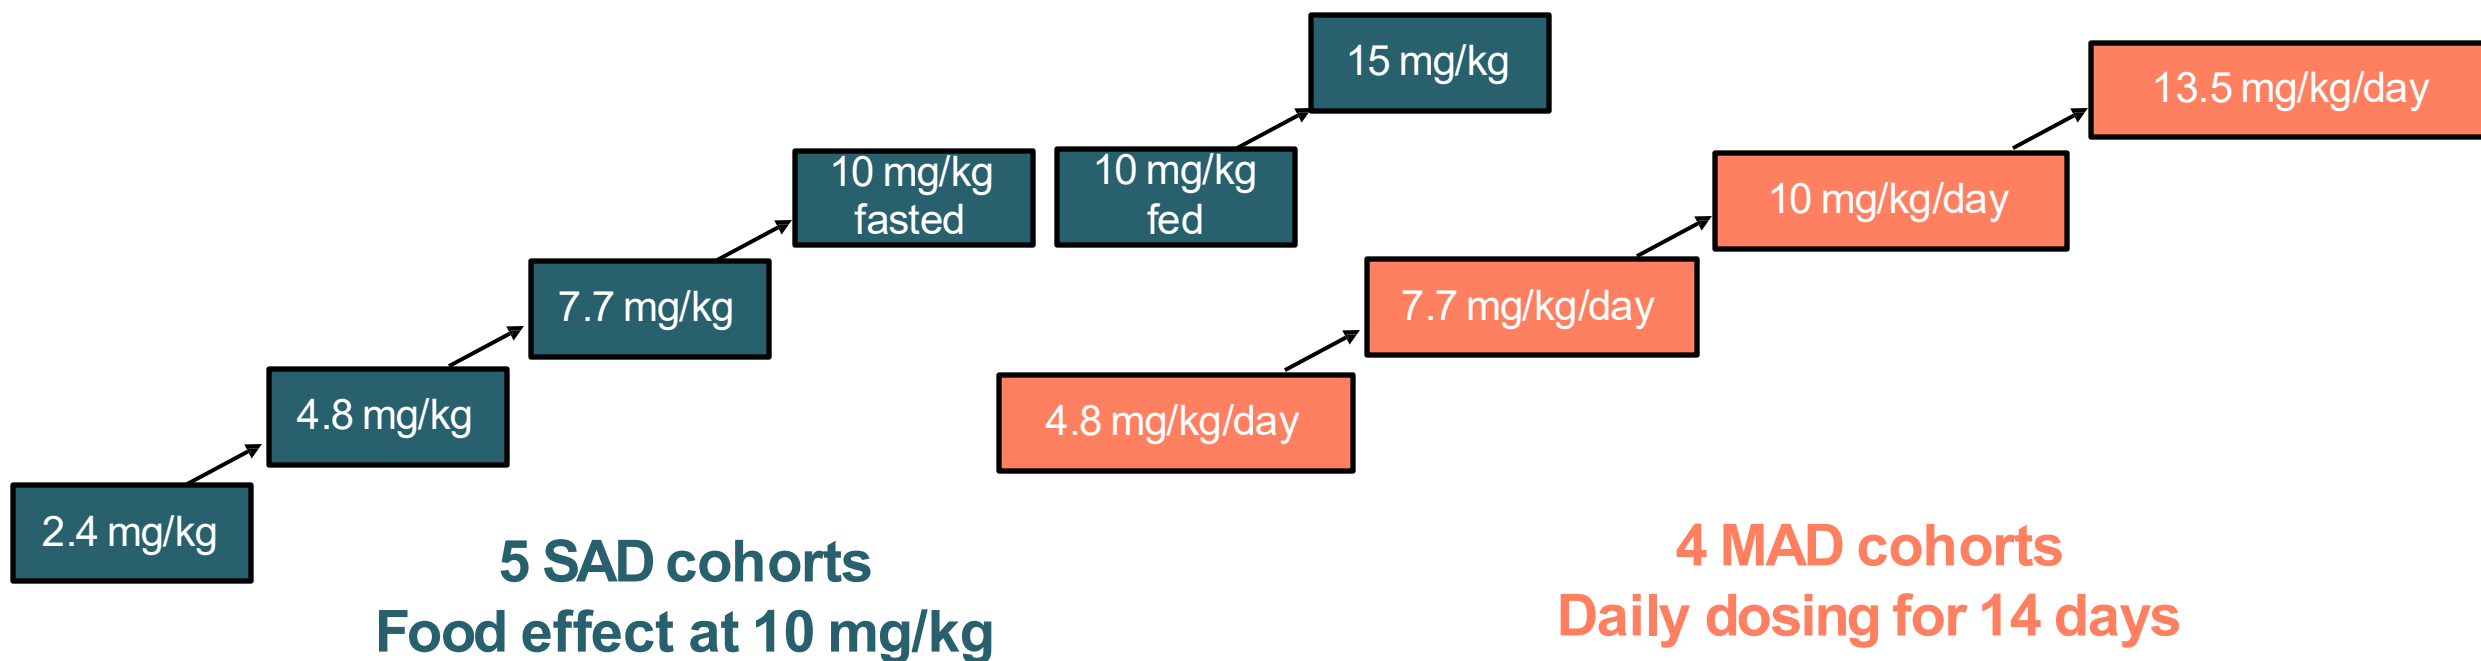 2.4 mg/kg
4.8 mg/kg
7.7 mg/kg
10 mg/kg
fasted
10 mg/kg
fed
15 mg/kg
5 SAD cohorts
Food effect at 10 mg/kg
4.8 mg/kg/day
7.7 mg/kg/day
10 mg/kg/day
13.5 mg/kg/day
4 MAD cohorts
Daily dosing for 14 days